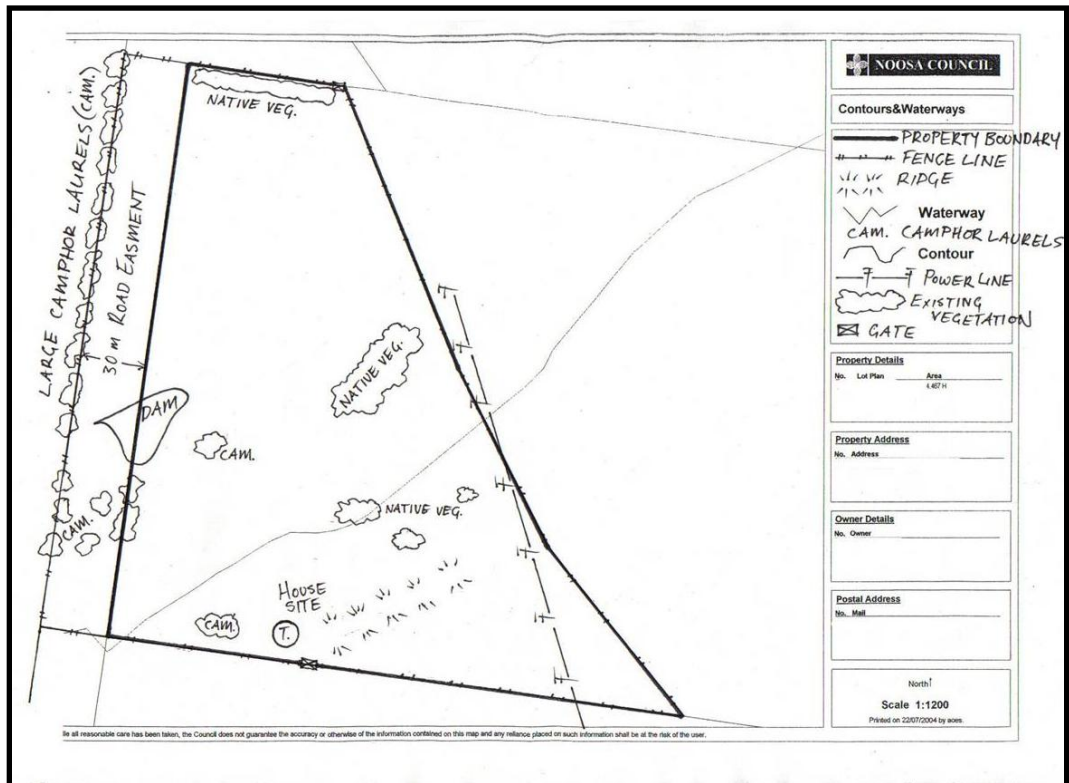 NATIVE VEG.
LARGE CAMPHOR LAURELS (CAM.)
30 m ROAD EASMENT
DAM
NATIVE VEG.
CAM.
NATIVE VEG.
CAM.
HOUSE
SITE
CAM.
T.
NOOSA COUNCIL
Contours&Waterways
PROPERTY BOUNDARY
FENCE LINE
RIDGE
Waterway
CAM. CAMPHOR LAURELS
Contour
POWER LINE
EXISTING
VEGETATION
GATE
Property Details
No. Lot Plan Area
Property Address
No. Address
Owner Details
No. Owner
Postal Address
No. Mail
North
Scale 1:1200
Printed on 22/07/2004 by
all reasonable care has been taken, the Council does not guarantee the accuracy or otherwise of the information contained on this map and any reliance placed on such information shall be at the risk of the user.